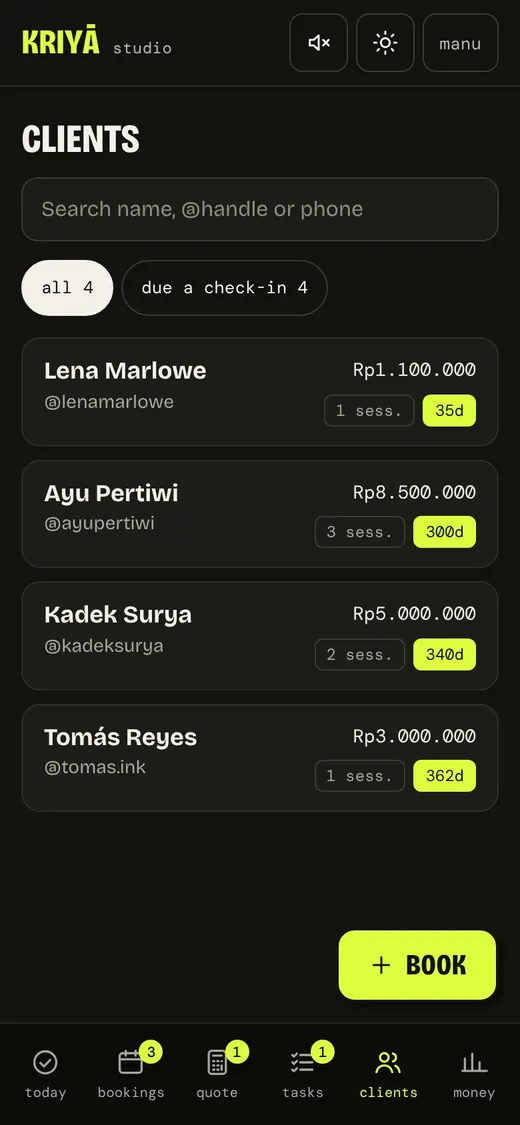 KRIYĀ studio
manu
CLIENTS
Search name, @handle or phone
all 4
due a check-in 4
Lena Marlowe
Rp1.100.000
@lenamarlowe
1 sess.
35d
Ayu Pertiwi
Rp8.500.000
@ayupertiwi
3 sess.
300d
Kadek Surya
Rp5.000.000
@kadeksurya
2 sess.
340d
Tomás Reyes
Rp3.000.000
@tomas.ink
1 sess.
362d
+ BOOK
3
1
1
today
bookings
quote
tasks
clients
money